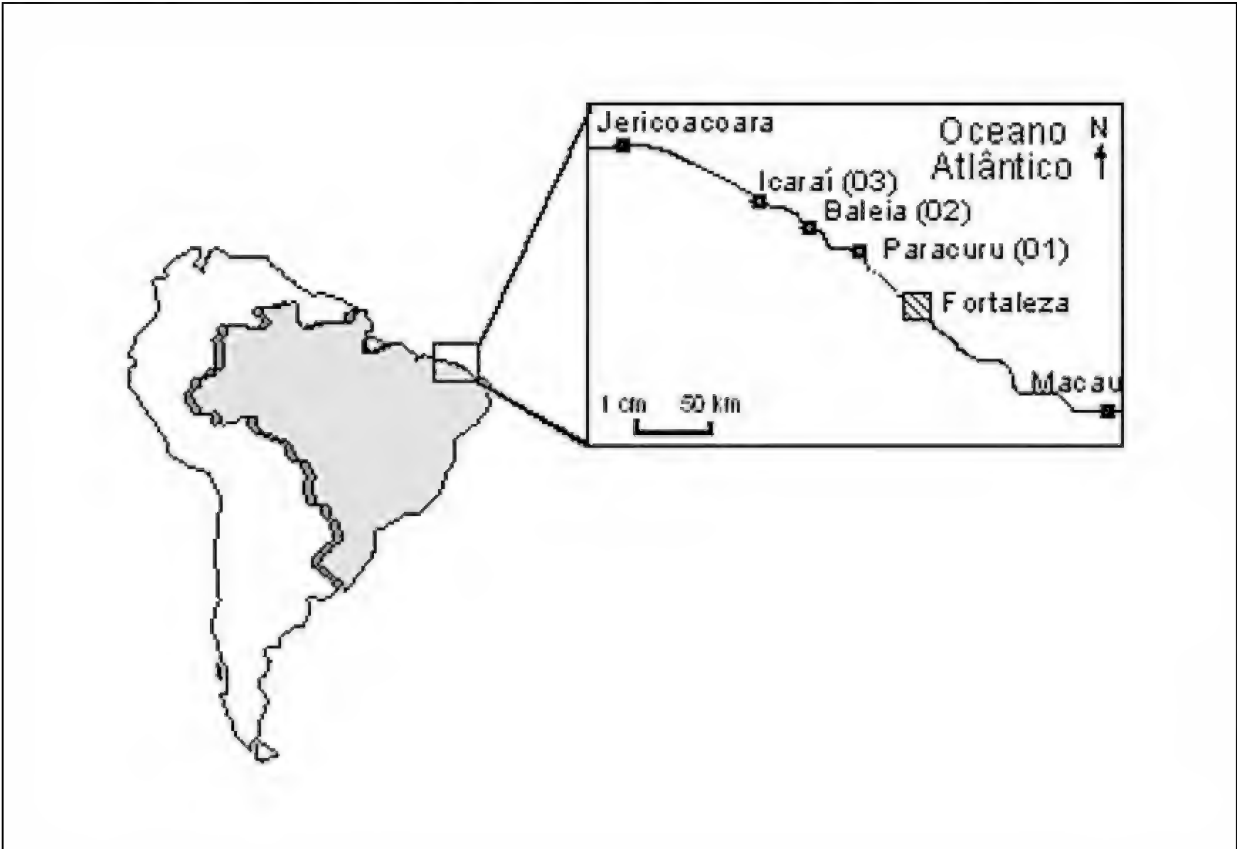 Jericoacoara
Oceano N
Atlântico
Icaraí (03)
Baleia (02)
Paracuru (01)
Fortaleza
Macau
1 cm 50 km